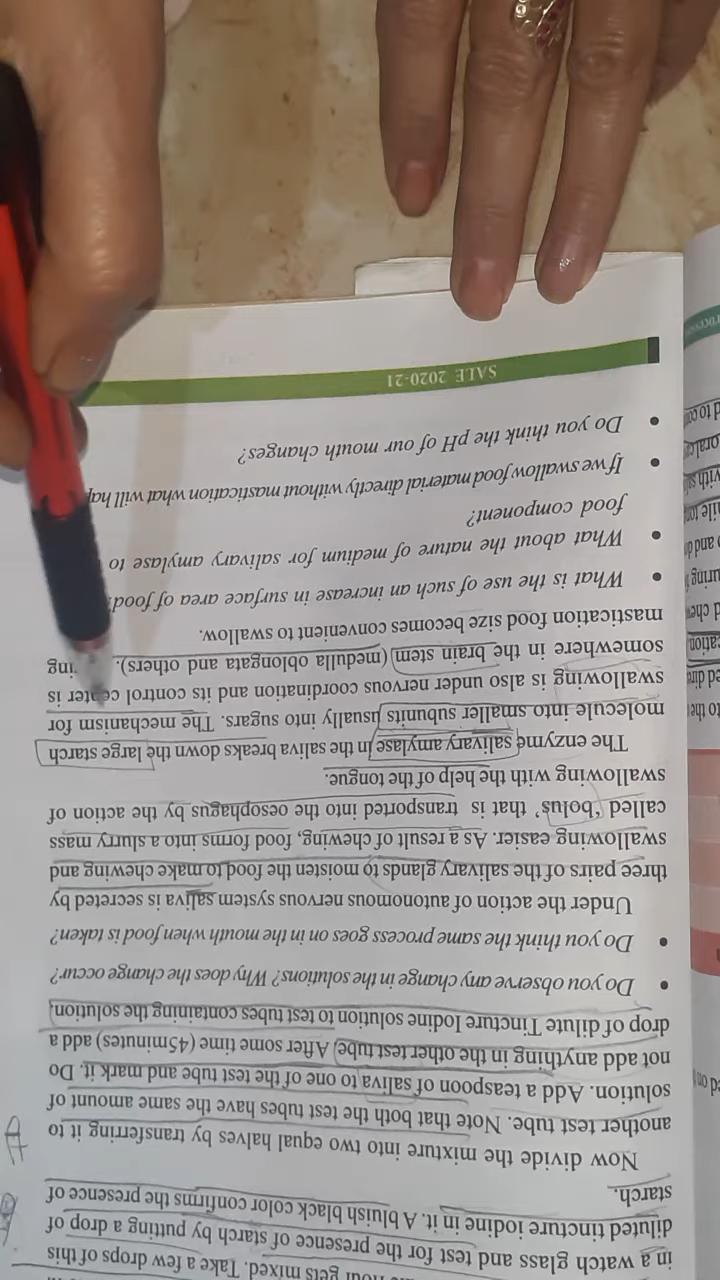 flour gets mixed. Take a few drops of this
in a watch glass and test for the presence of starch by putting a drop of
diluted tincture iodine in it. A bluish black color confirms the presence of
starch.
Now divide the mixture into two equal halves by transferring it to
another test tube. Note that both the test tubes have the same amount of
solution. Add a teaspoon of saliva to one of the test tube and mark it. Do
not add anything in the other test tube. After some time (45minutes) add a
drop of dilute Tincture Iodine solution to test tubes containing the solution.
• Do you observe any change in the solutions? Why does the change occur?
• Do you think the same process goes on in the mouth when food is taken?
Under the action of autonomous nervous system saliva is secreted by
three pairs of the salivary glands to moisten the food to make chewing and
swallowing easier. As a result of chewing, food forms into a slurry mass
called 'bolus' that is transported into the oesophagus by the action of
swallowing with the help of the tongue.
The enzyme salivary amylase in the saliva breaks down the large starch
molecule into smaller subunits usually into sugars. The mechanism for
swallowing is also under nervous coordination and its control center is
somewhere in the brain stem (medulla oblongata and others).
mastication food size becomes convenient to swallow.
• What is the use of such an increase in surface area of food
• What about the nature of medium for salivary amylase to
food component?
• If we swallow food material directly without mastication what will
• Do you think the pH of our mouth changes?
SALE 2020-21